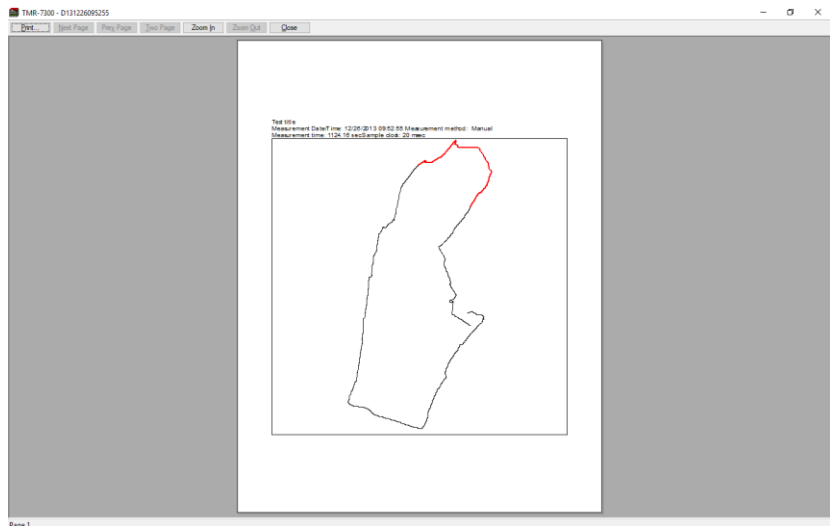 TMR-7300 - D131226095255
Print... Next Page Prev Page Two Page Zoom In Zoom Out Close
Test title
Measurement Date/Time: 12/26/2013 09:52:55 Measurement method: Manual
Measurement time: 1124.16 secSample clock: 20 msec
Page 1